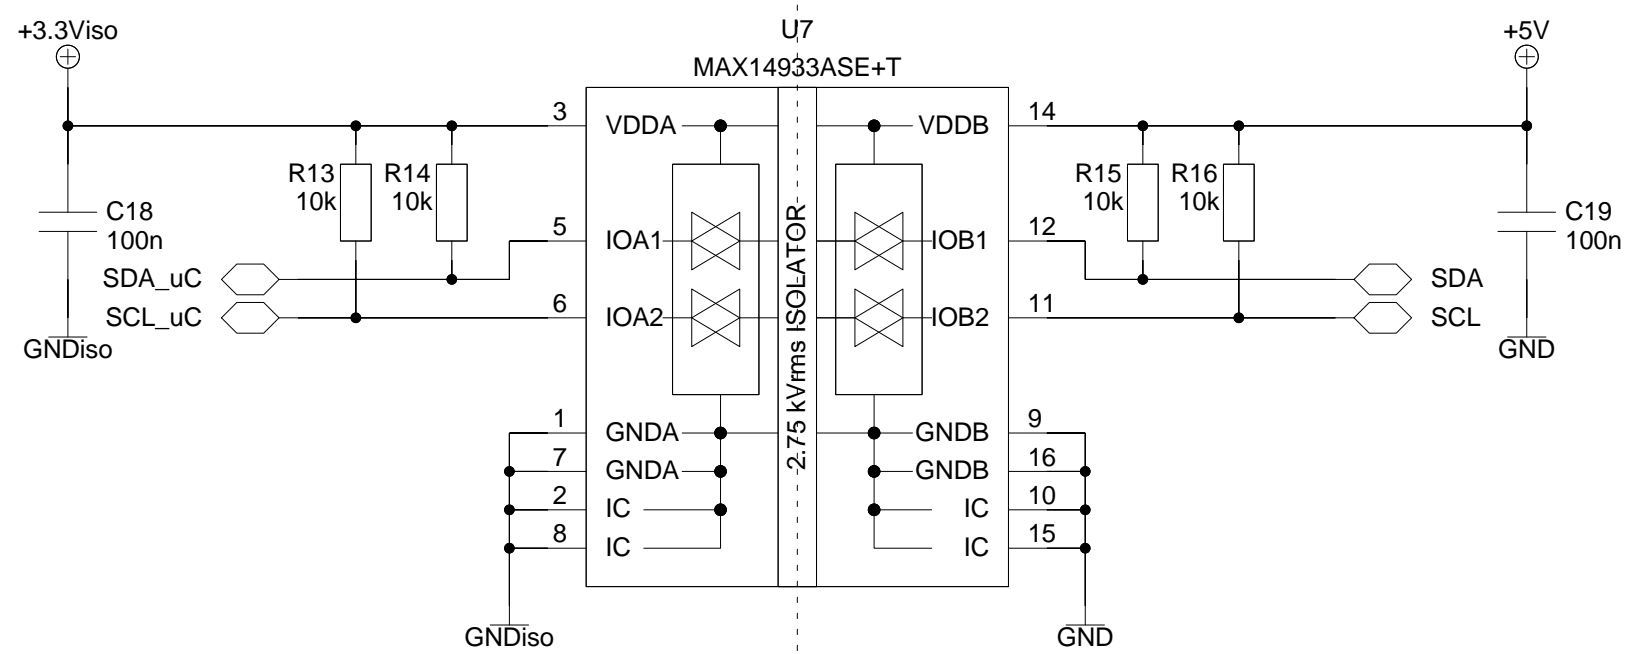 U7
MAX14933ASE+T
+3.3Viso
+5V
3
VDDA
VDDB
14
R13
10k
R14
10k
R15
10k
R16
10k
C18
100n
C19
100n
5
IOA1
IOB1
12
SDA_uC
SDA
6
IOA2
IOB2
11
SCL_uC
SCL
GNDiso
GND
2.75 kVrms ISOLATOR
1
GNDA
GNDB
9
7
GNDA
GNDB
16
2
IC
IC
10
8
IC
IC
15
GNDiso
GND